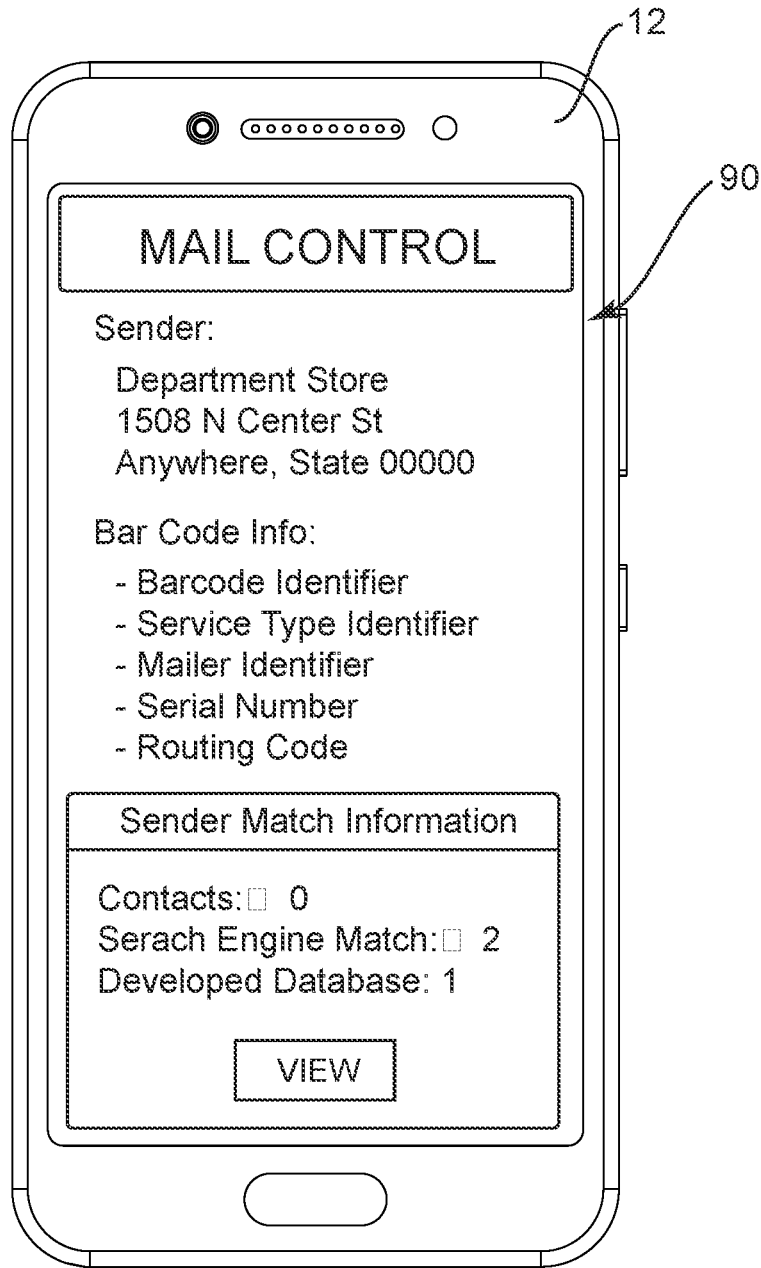 12
90
MAIL CONTROL
Sender:
Department Store
1508 N Center St
Anywhere, State 00000
Bar Code Info:
- Barcode Identifier
- Service Type Identifier
- Mailer Identifier
- Serial Number
- Routing Code
Sender Match Information
Contacts: 0
Serach Engine Match: 2
Developed Database: 1
VIEW